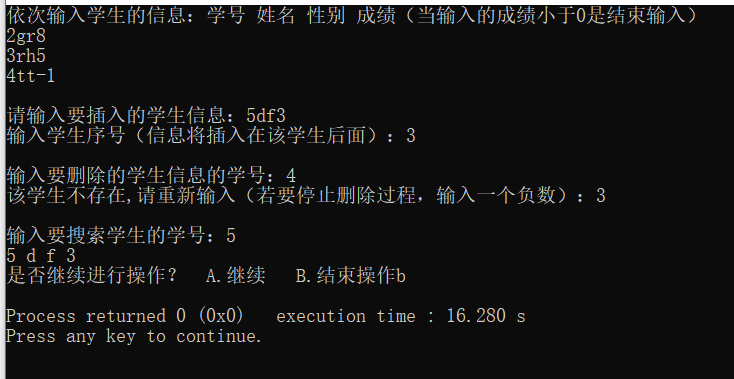 依次输入学生的信息：学号 姓名 性别 成绩（当输入的成绩小于0是结束输入）
2gr8
3rh5
4tt-1
请输入要插入的学生信息：5df3
输入学生序号（信息将插入在该学生后面）：3
输入要删除的学生信息的学号：4
该学生不存在,请重新输入（若要停止删除过程，输入一个负数）：3
输入要搜索学生的学号：5
5 d f 3
是否继续进行操作？ A.继续 B.结束操作b
Process returned 0 (0x0) execution time : 16.280 s
Press any key to continue.